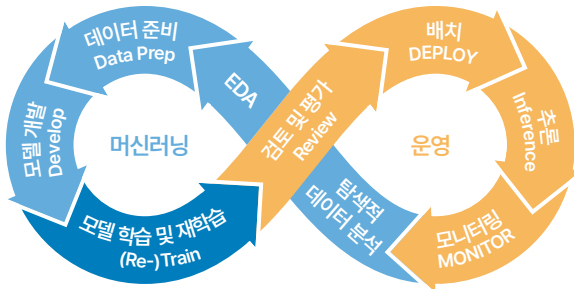 데이터 준비
Data Prep
EDA
모델 개발
Develop
머신러닝
모델 학습 및 재학습
(Re-)Train
검토 및 평가
Review
배치
DEPLOY
추론
Inference
운영
모니터링
MONITOR
탐색적
데이터 분석